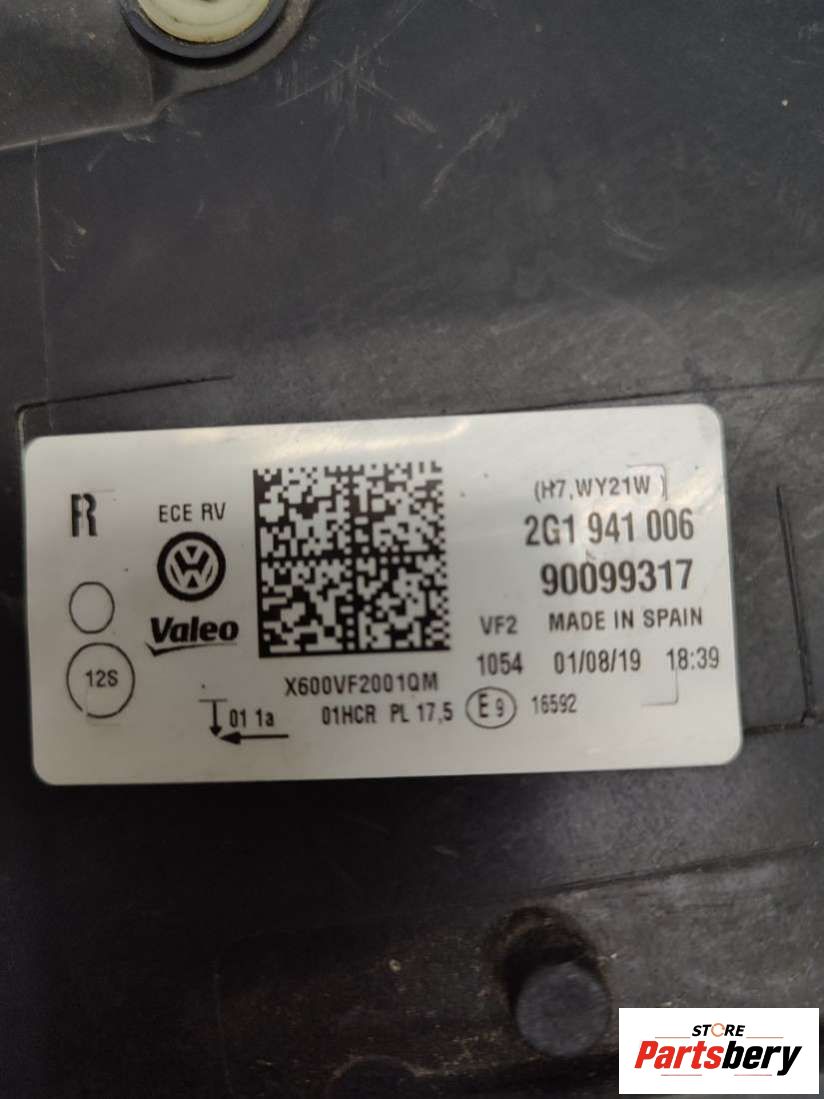 R
ECE RV
(H7,WY21W)
2G1 941 006
90099317
Valeo
VF2 MADE IN SPAIN
12S
1054 01/08/19 18:39
X600VF2001QM
01 1a
01HCR PL 17,5 E9 16592
STORE
Partsbery